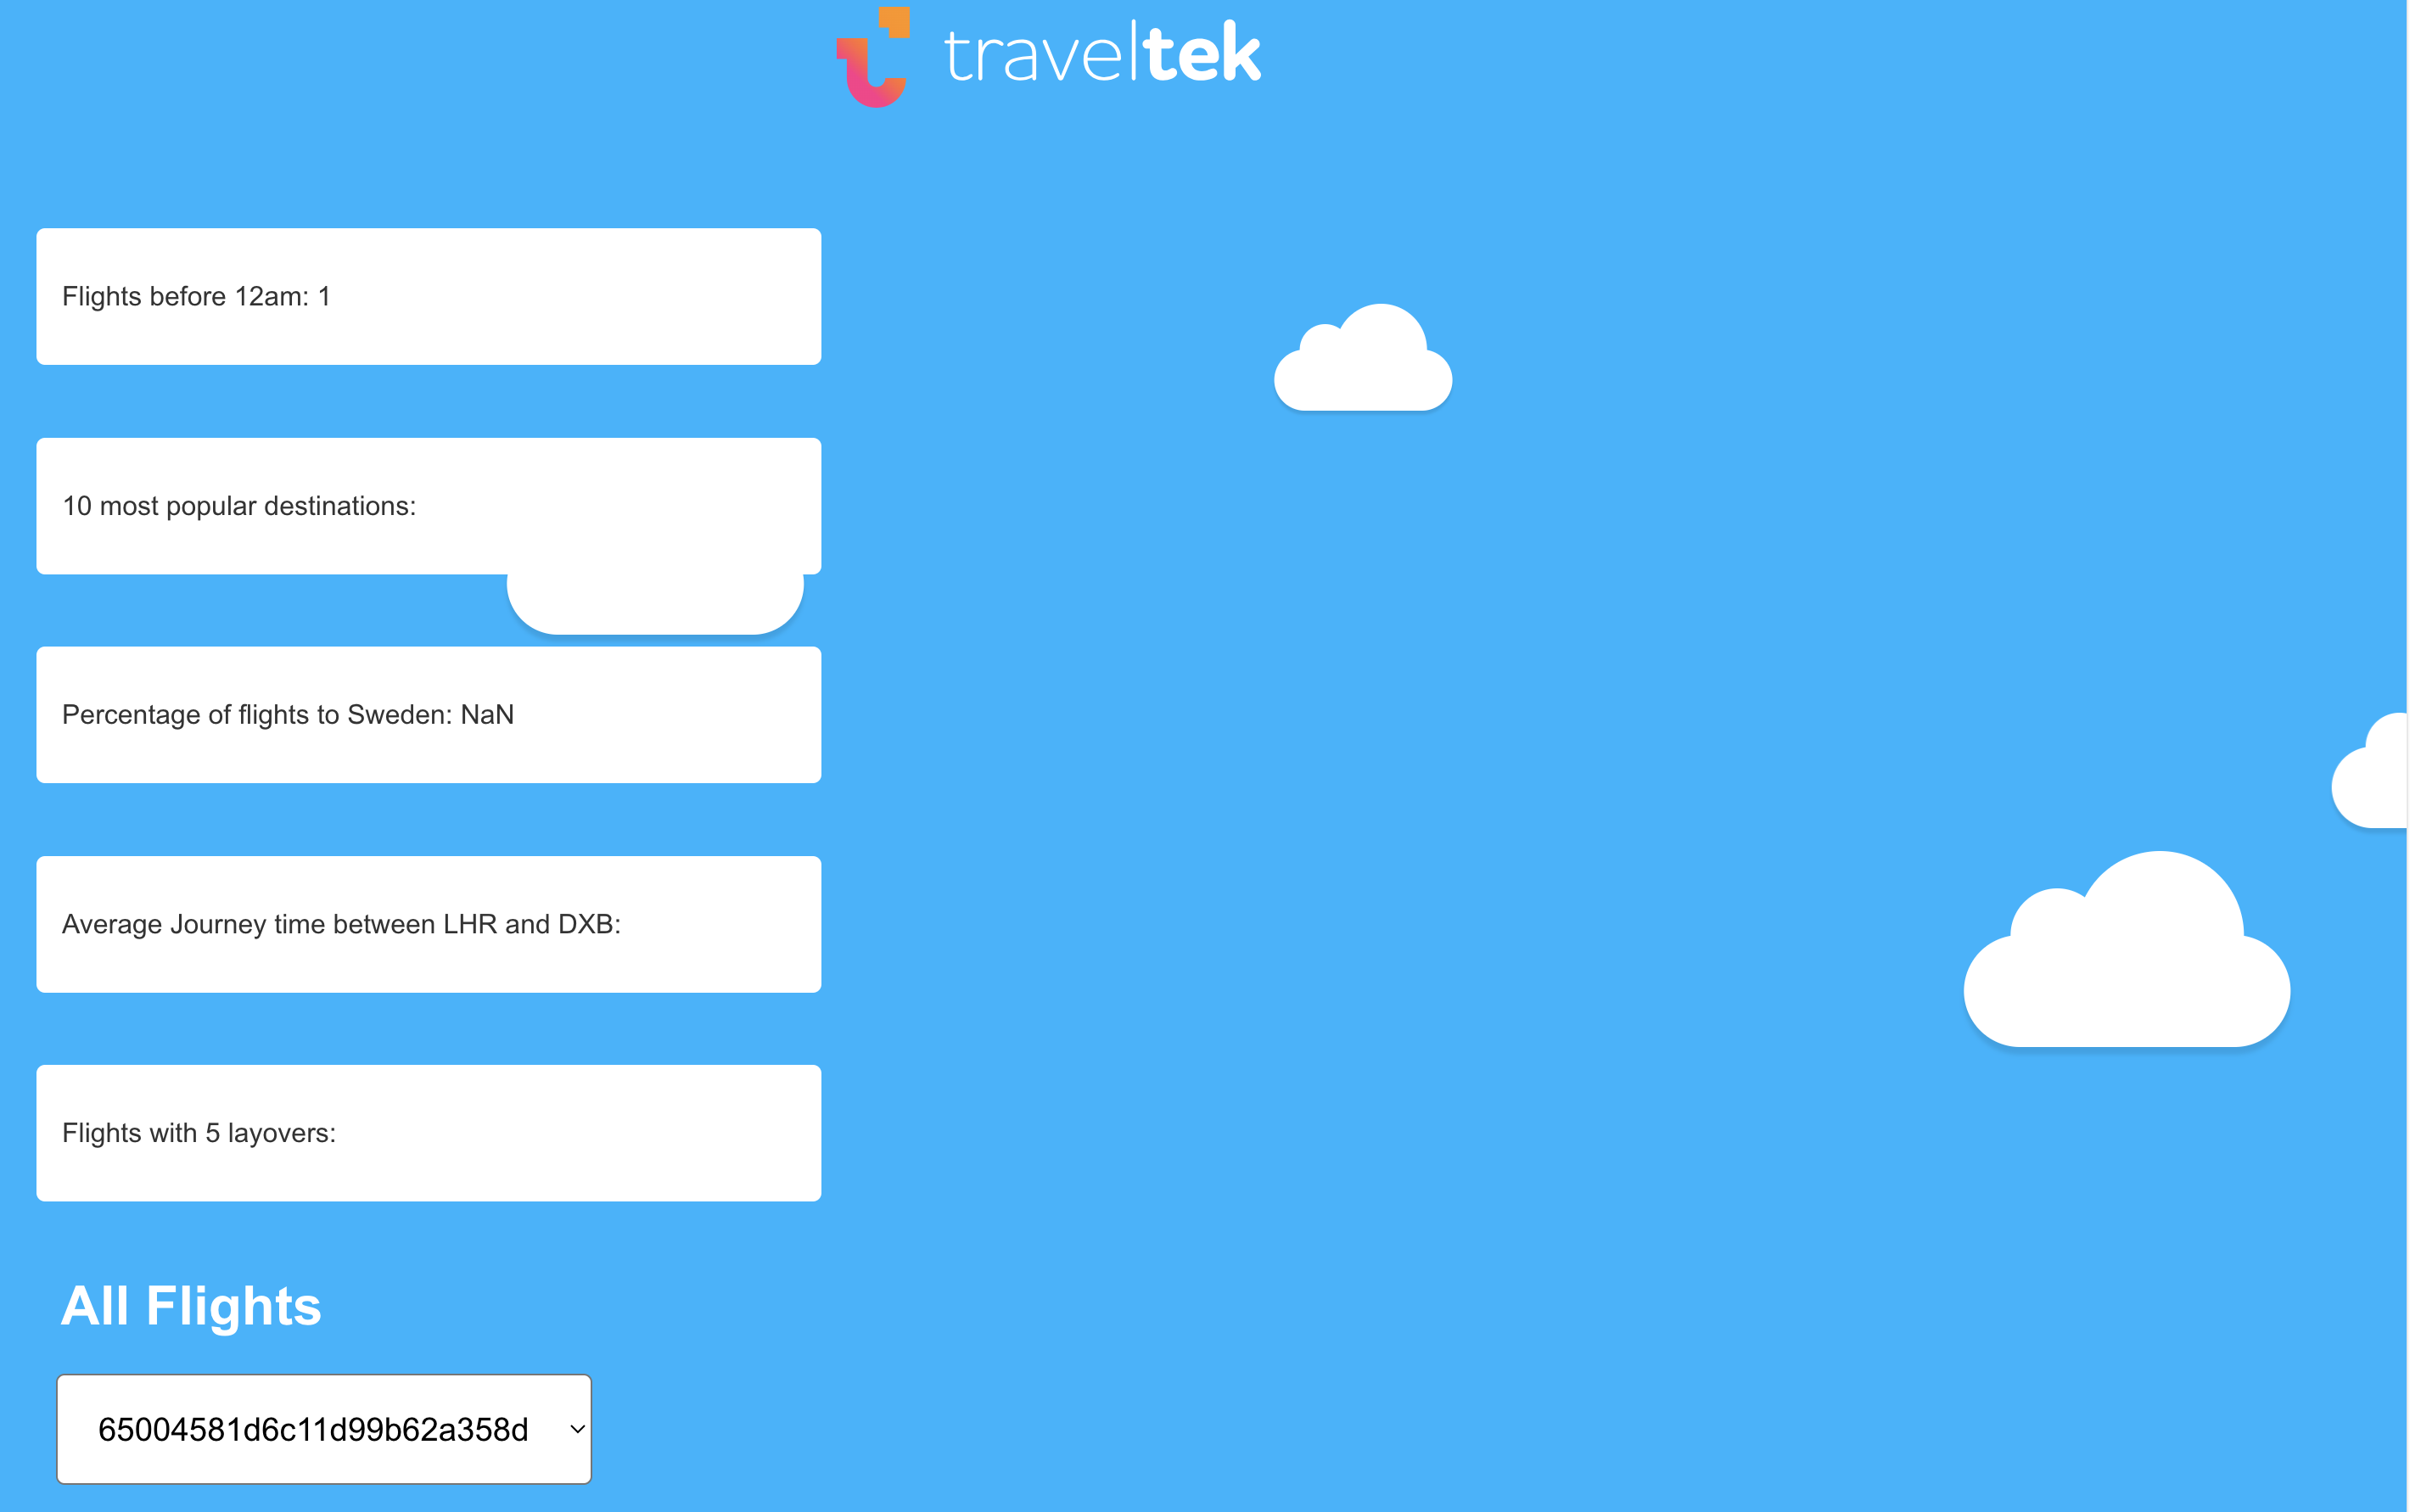 traveltek
Flights before 12am: 1
10 most popular destinations:
Percentage of flights to Sweden: NaN
Average Journey time between LHR and DXB:
Flights with 5 layovers:
All Flights
65004581d6c11d99b62a358d